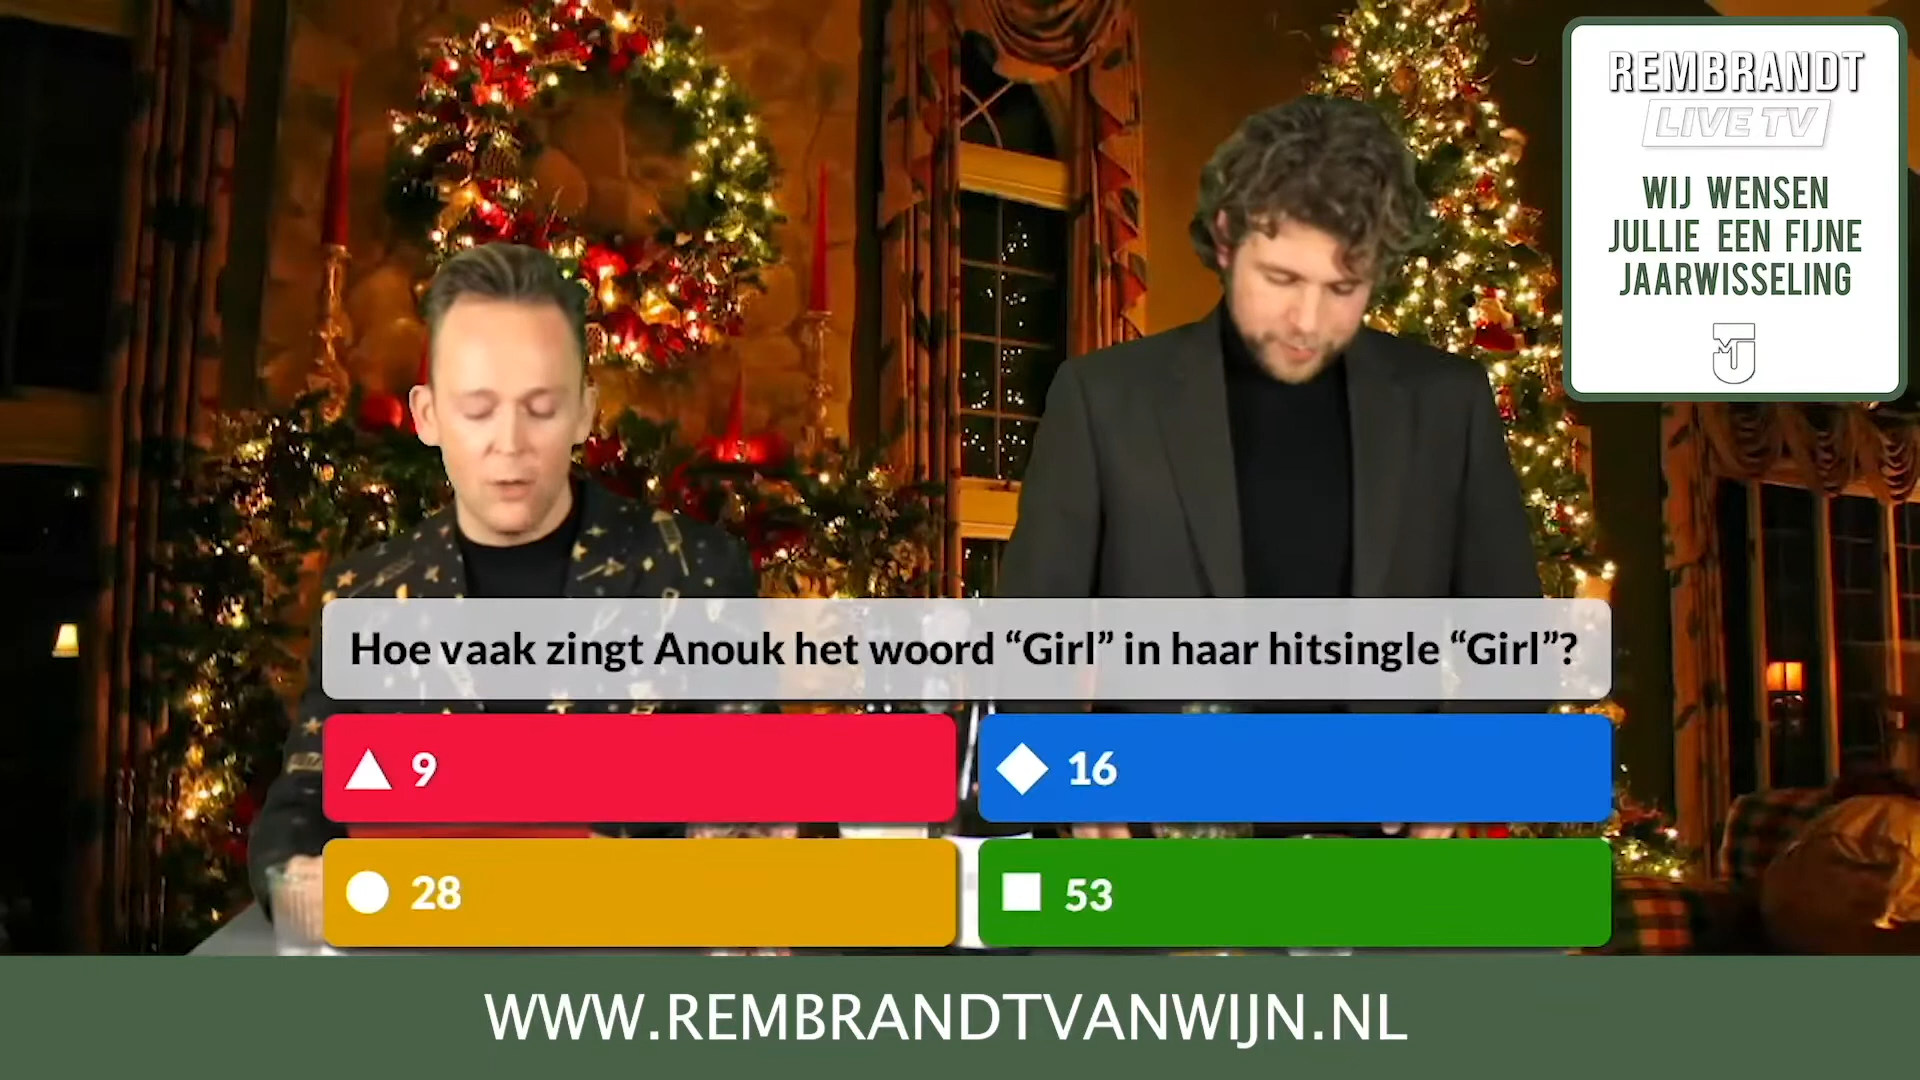 REMBRANDT
LIVE TV
WIJ WENSEN
JULLIE EEN FIJNE
JAARWISSELING
Hoe vaak zingt Anouk het woord “Girl” in haar hitsingle “Girl”?
9
16
28
53
WWW.REMBRANDTVANWIJN.NL